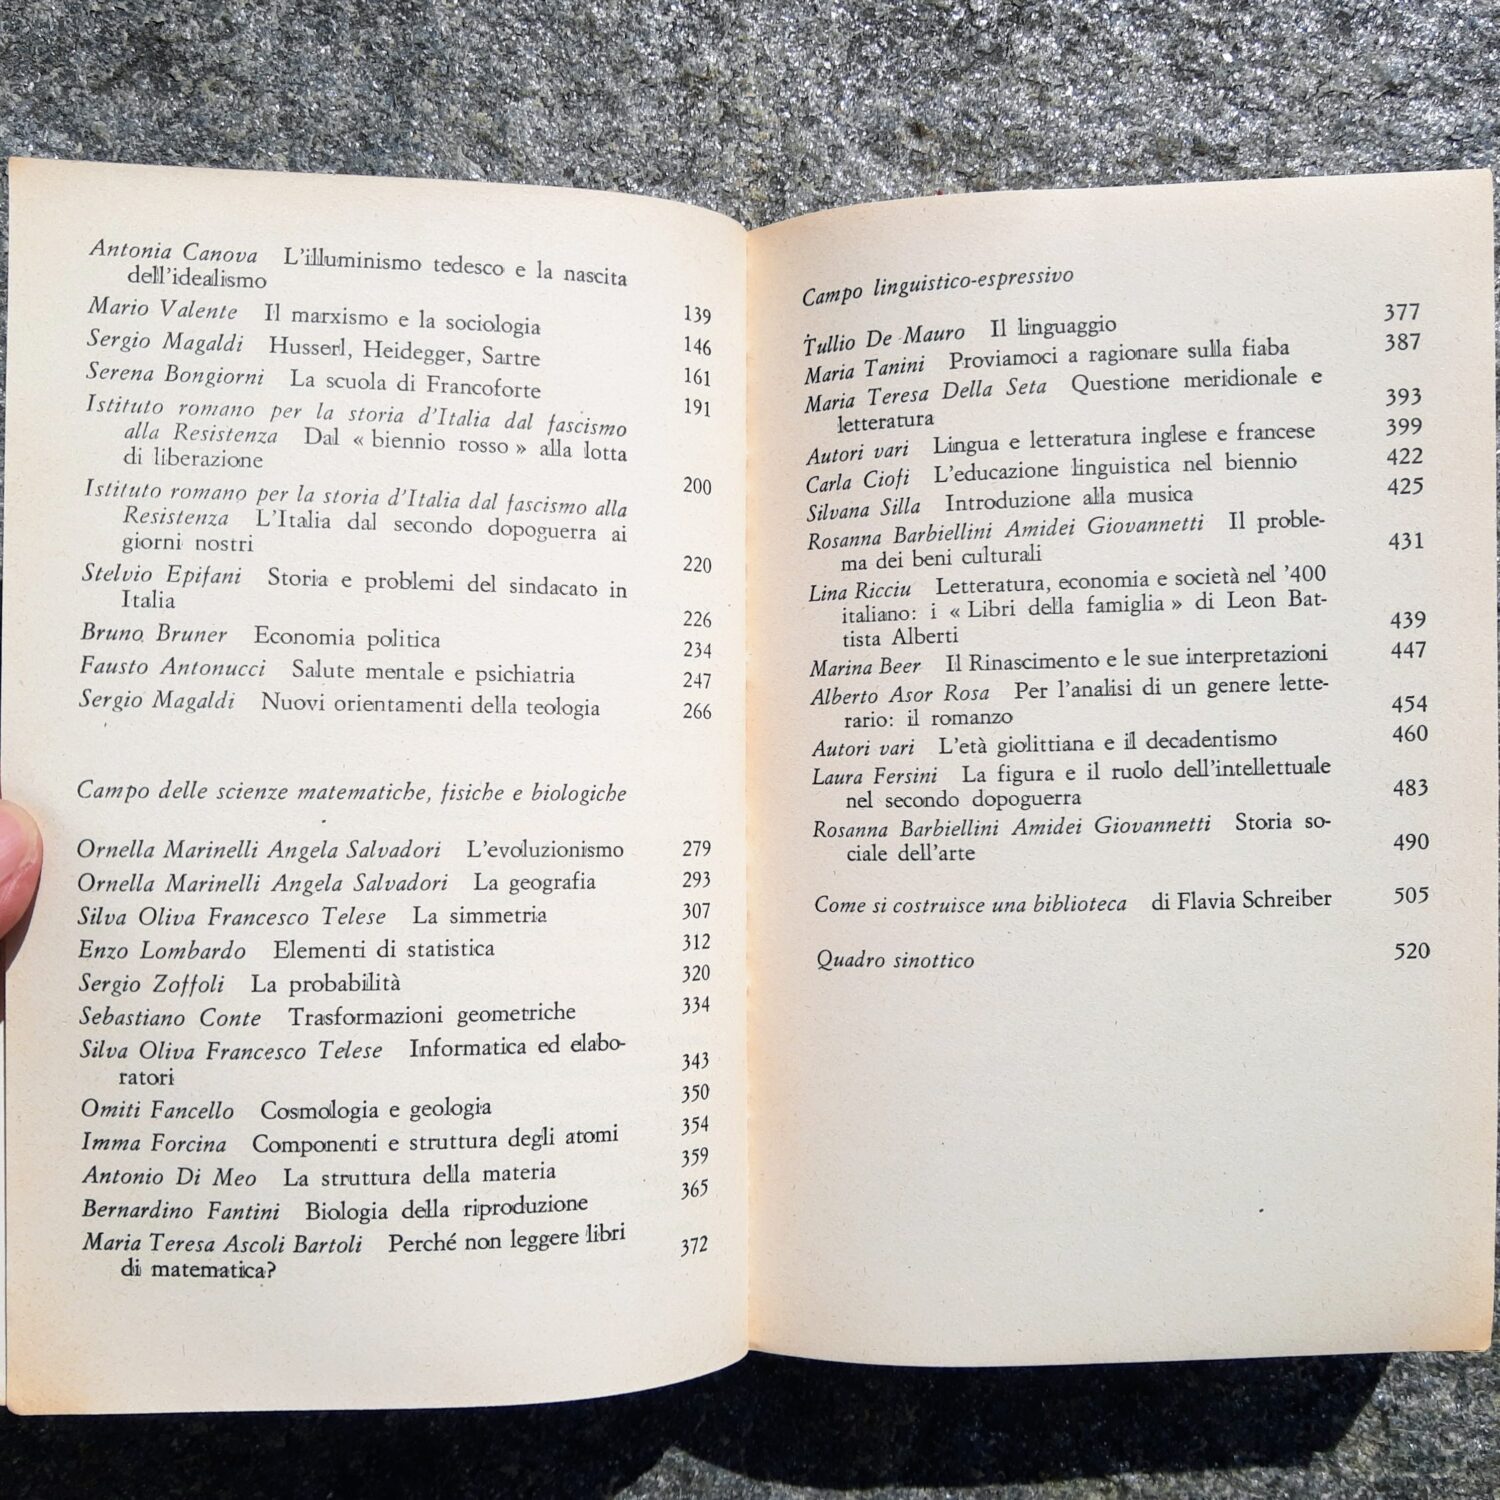 Antonia Canova L'illuminismo tedesco e la nascita
dell'idealismo 139
Mario Valente Il marxismo e la sociologia 146
Sergio Magaldi Husserl, Heidegger, Sartre 161
Serena Bongiorni La scuola di Francoforte 191
Istituto romano per la storia d'Italia dal fascismo
alla Resistenza Dal « biennio rosso » alla lotta
di liberazione 200
Istituto romano per la storia d'Italia dal fascismo alla
Resistenza L'Italia dal secondo dopoguerra ai
giorni nostri 220
Stelvio Epifani Storia e problemi del sindacato in
Italia 226
Bruno Bruner Economia politica 234
Fausto Antonucci Salute mentale e psichiatria 247
Sergio Magaldi Nuovi orientamenti della teologia 266
Campo delle scienze matematiche, fisiche e biologiche
Ornella Marinelli Angela Salvadori L'evoluzionismo 279
Ornella Marinelli Angela Salvadori La geografia 293
Silva Oliva Francesco Telese La simmetria 307
Enzo Lombardo Elementi di statistica 312
Sergio Zoffoli La probabilità 320
Sebastiano Conte Trasformazioni geometriche 334
Silva Oliva Francesco Telese Informatica ed elabo-
ratori 343
Omiti Fancello Cosmologia e geologia 350
Imma Forcina Componenti e struttura degli atomi 354
Antonio Di Meo La struttura della materia 359
Bernardino Fantini Biologia della riproduzione 365
Maria Teresa Ascoli Bartoli Perché non leggere libri
di matematica? 372
Campo linguistico-espressivo
Tullio De Mauro Il linguaggio 377
Maria Tanini Proviamoci a ragionare sulla fiaba 387
Maria Teresa Della Seta Questione meridionale e
letteratura 393
Autori vari Lingua e letteratura inglese e francese 399
Carla Ciofi L'educazione linguistica nel biennio 422
Silvana Silla Introduzione alla musica 425
Rosanna Barbiellini Amidei Giovannetti Il proble-
ma dei beni culturali 431
Lina Ricciu Letteratura, economia e società nel '400
italiano: i « Libri della famiglia » di Leon Bat-
tista Alberti 439
Marina Beer Il Rinascimento e le sue interpretazioni 447
Alberto Asor Rosa Per l'analisi di un genere lette-
rario: il romanzo 454
Autori vari L'età giolittiana e il decadentismo 460
Laura Fersini La figura e il ruolo dell'intellettuale
nel secondo dopoguerra 483
Rosanna Barbiellini Amidei Giovannetti Storia so-
ciale dell'arte 490
Come si costruisce una biblioteca di Flavia Schreiber 505
Quadro sinottico 520